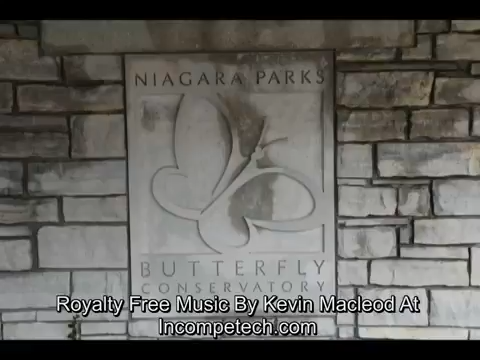 NIAGARA PARKS
BUTTERFLY
CONSERVATORY
Royalty Free Music By Kevin Macleod At
Incompetech.com